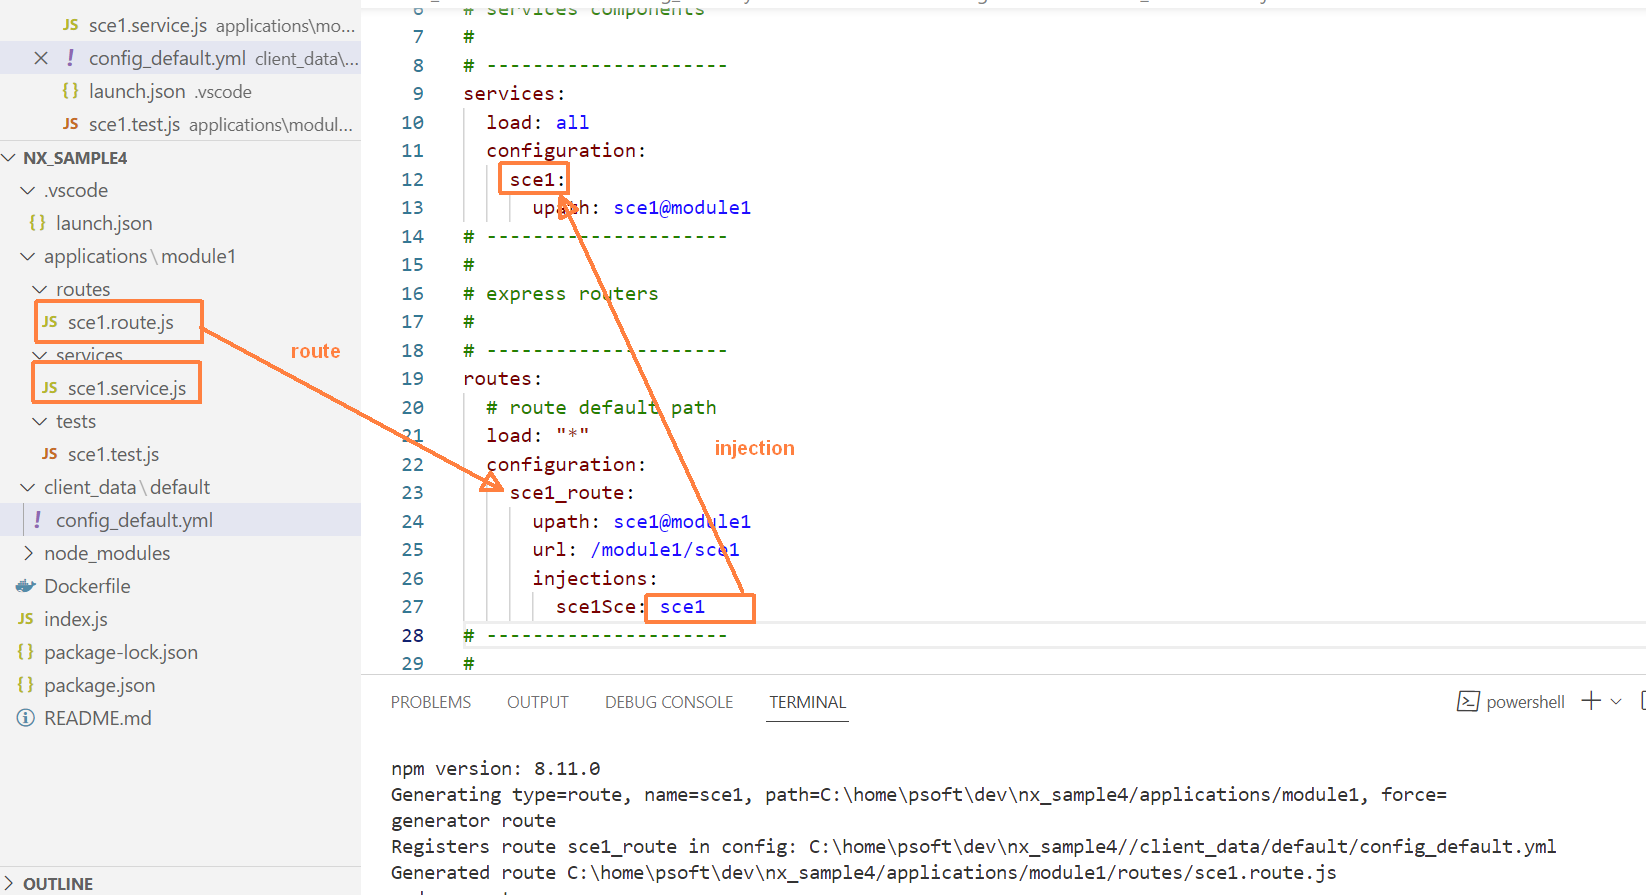 JS sce1.service.js applications\mo...
! config_default.yml client_data\...
{} launch.json .vscode
JS sce1.test.js applications\modul...
NX_SAMPLE4
.vscode
{} launch.json
applications\module1
routes
JS sce1.route.js
services
JS sce1.service.js
tests
JS sce1.test.js
client_data\default
! config_default.yml
node_modules
Dockerfile
JS index.js
{} package-lock.json
{} package.json
README.md
OUTLINE
6 # services components
7 #
8 # ---------------------
9 services:
10 load: all
11 configuration:
12 sce1:
13 upath: sce1@module1
14 # ---------------------
15 #
16 # express routers
17 #
18 # ---------------------
19 routes:
20 # route default path
21 load: "*"
22 configuration:
23 sce1_route:
24 upath: sce1@module1
25 url: /module1/sce1
26 injections:
27 sce1Sce: sce1
28 # ---------------------
29 #
route
injection
PROBLEMS OUTPUT DEBUG CONSOLE TERMINAL
powershell
npm version: 8.11.0
Generating type=route, name=sce1, path=C:\home\psoft\dev\nx_sample4/applications/module1, force=
generator route
Registers route sce1_route in config: C:\home\psoft\dev\nx_sample4//client_data/default/config_default.yml
Generated route C:\home\psoft\dev\nx_sample4/applications/module1/routes/sce1.route.js